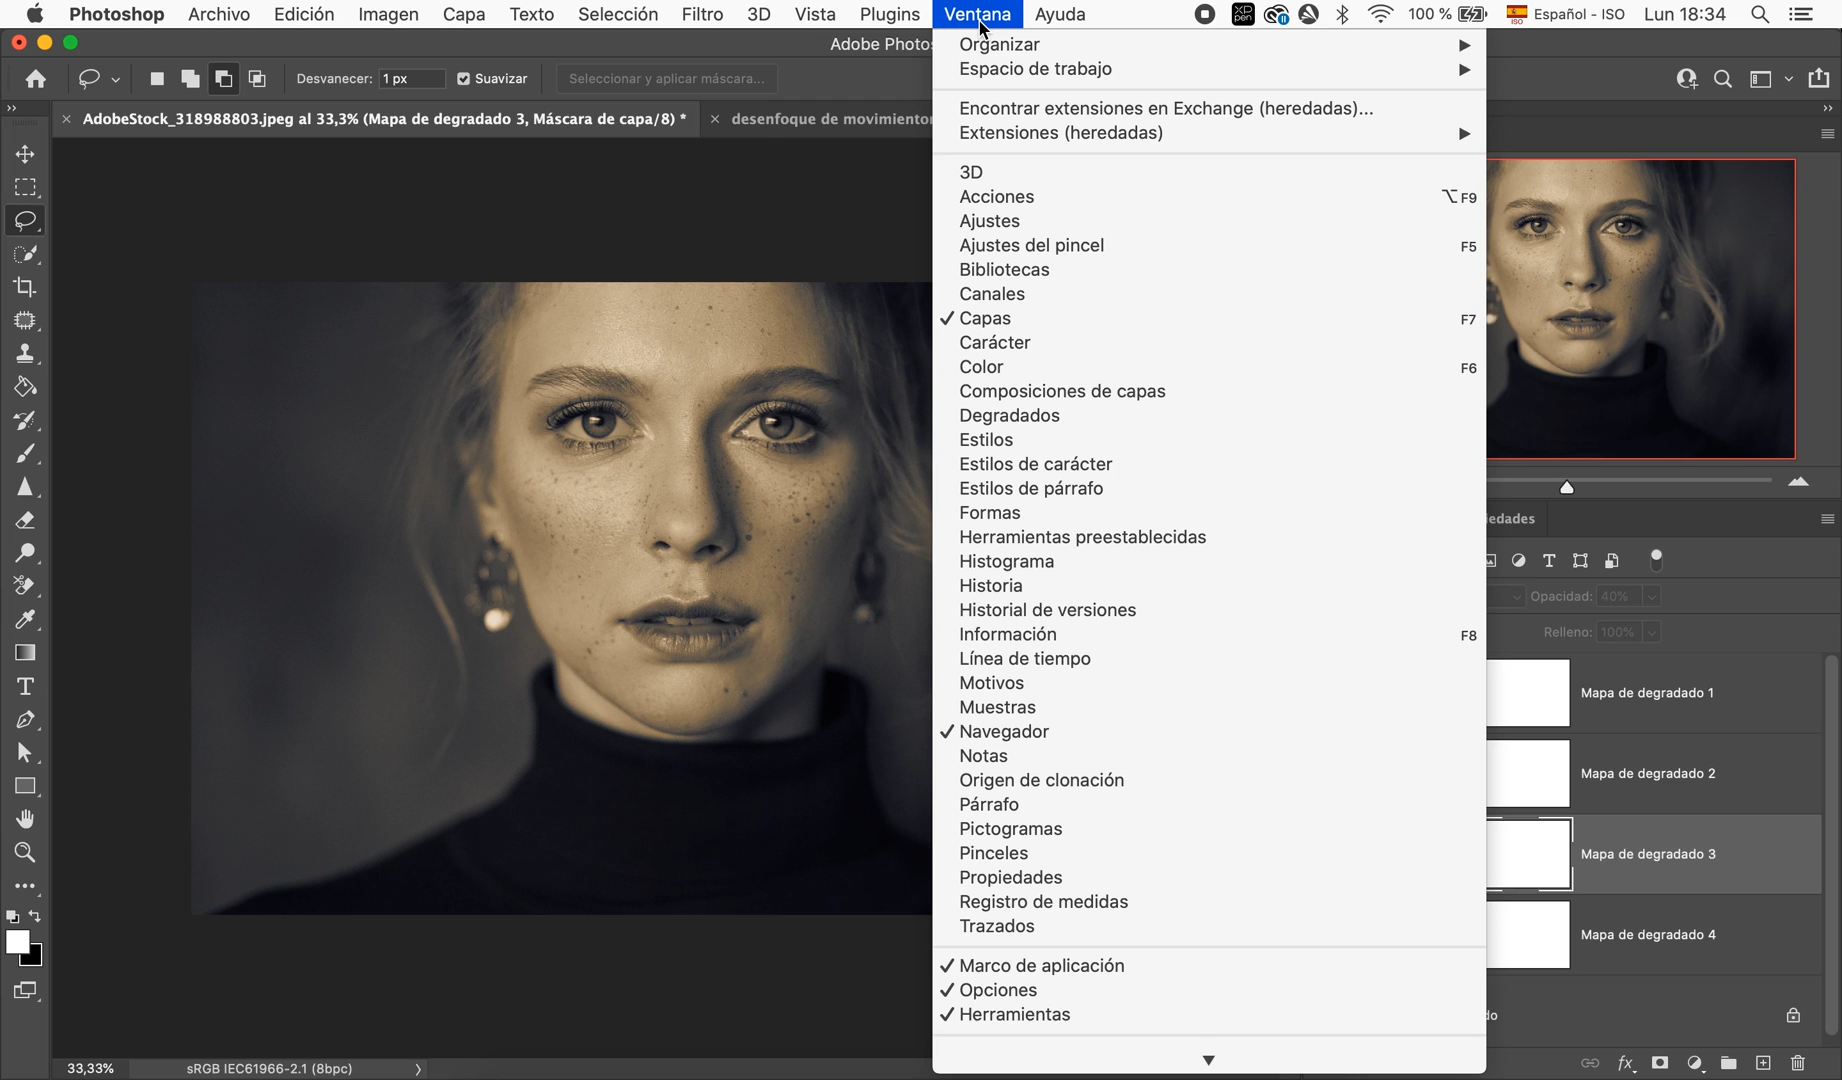 Photoshop Archivo Edición Imagen Capa Texto Selección Filtro 3D Vista Plugins Ventana Ayuda XP pen 100 % ISO Español - ISO Lun 18:34
Adobe Photos
Desvanecer: 1 px Suavizar Seleccionar y aplicar máscara...
AdobeStock_318988803.jpeg al 33,3% (Mapa de degradado 3, Máscara de capa/8) * desenfoque de movimiento
Organizar
Espacio de trabajo
Encontrar extensiones en Exchange (heredadas)...
Extensiones (heredadas)
3D
Acciones ⌥F9
Ajustes
Ajustes del pincel F5
Bibliotecas
Canales
✓ Capas F7
Carácter
Color F6
Composiciones de capas
Degradados
Estilos
Estilos de carácter
Estilos de párrafo
Formas
Herramientas preestablecidas
Histograma
Historia
Historial de versiones
Información F8
Línea de tiempo
Motivos
Muestras
✓ Navegador
Notas
Origen de clonación
Párrafo
Pictogramas
Pinceles
Propiedades
Registro de medidas
Trazados
✓ Marco de aplicación
✓ Opciones
✓ Herramientas
iedades
Opacidad: 40%
Relleno: 100%
Mapa de degradado 1
Mapa de degradado 2
Mapa de degradado 3
Mapa de degradado 4
do
fx
33,33% sRGB IEC61966-2.1 (8bpc)